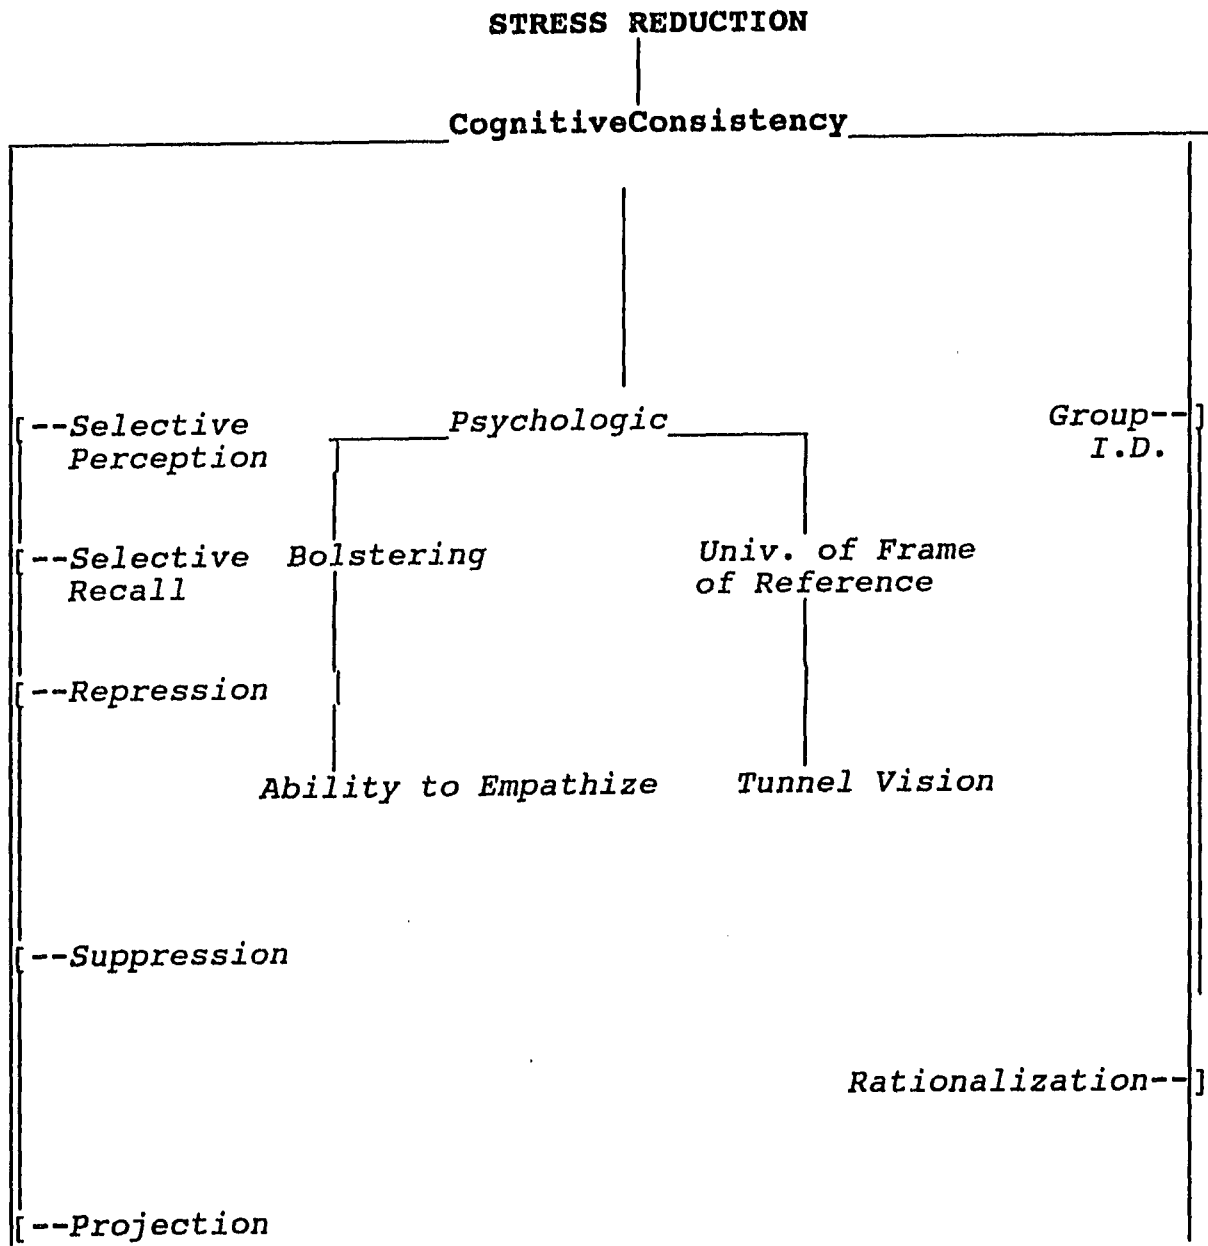 STRESS REDUCTION
CognitiveConsistency
[--Selective Perception
Psychologic
Group--]
I.D.
[--Selective Recall
Bolstering
Univ. of Frame
of Reference
[--Repression
Ability to Empathize
Tunnel Vision
[--Suppression
Rationalization--]
[--Projection